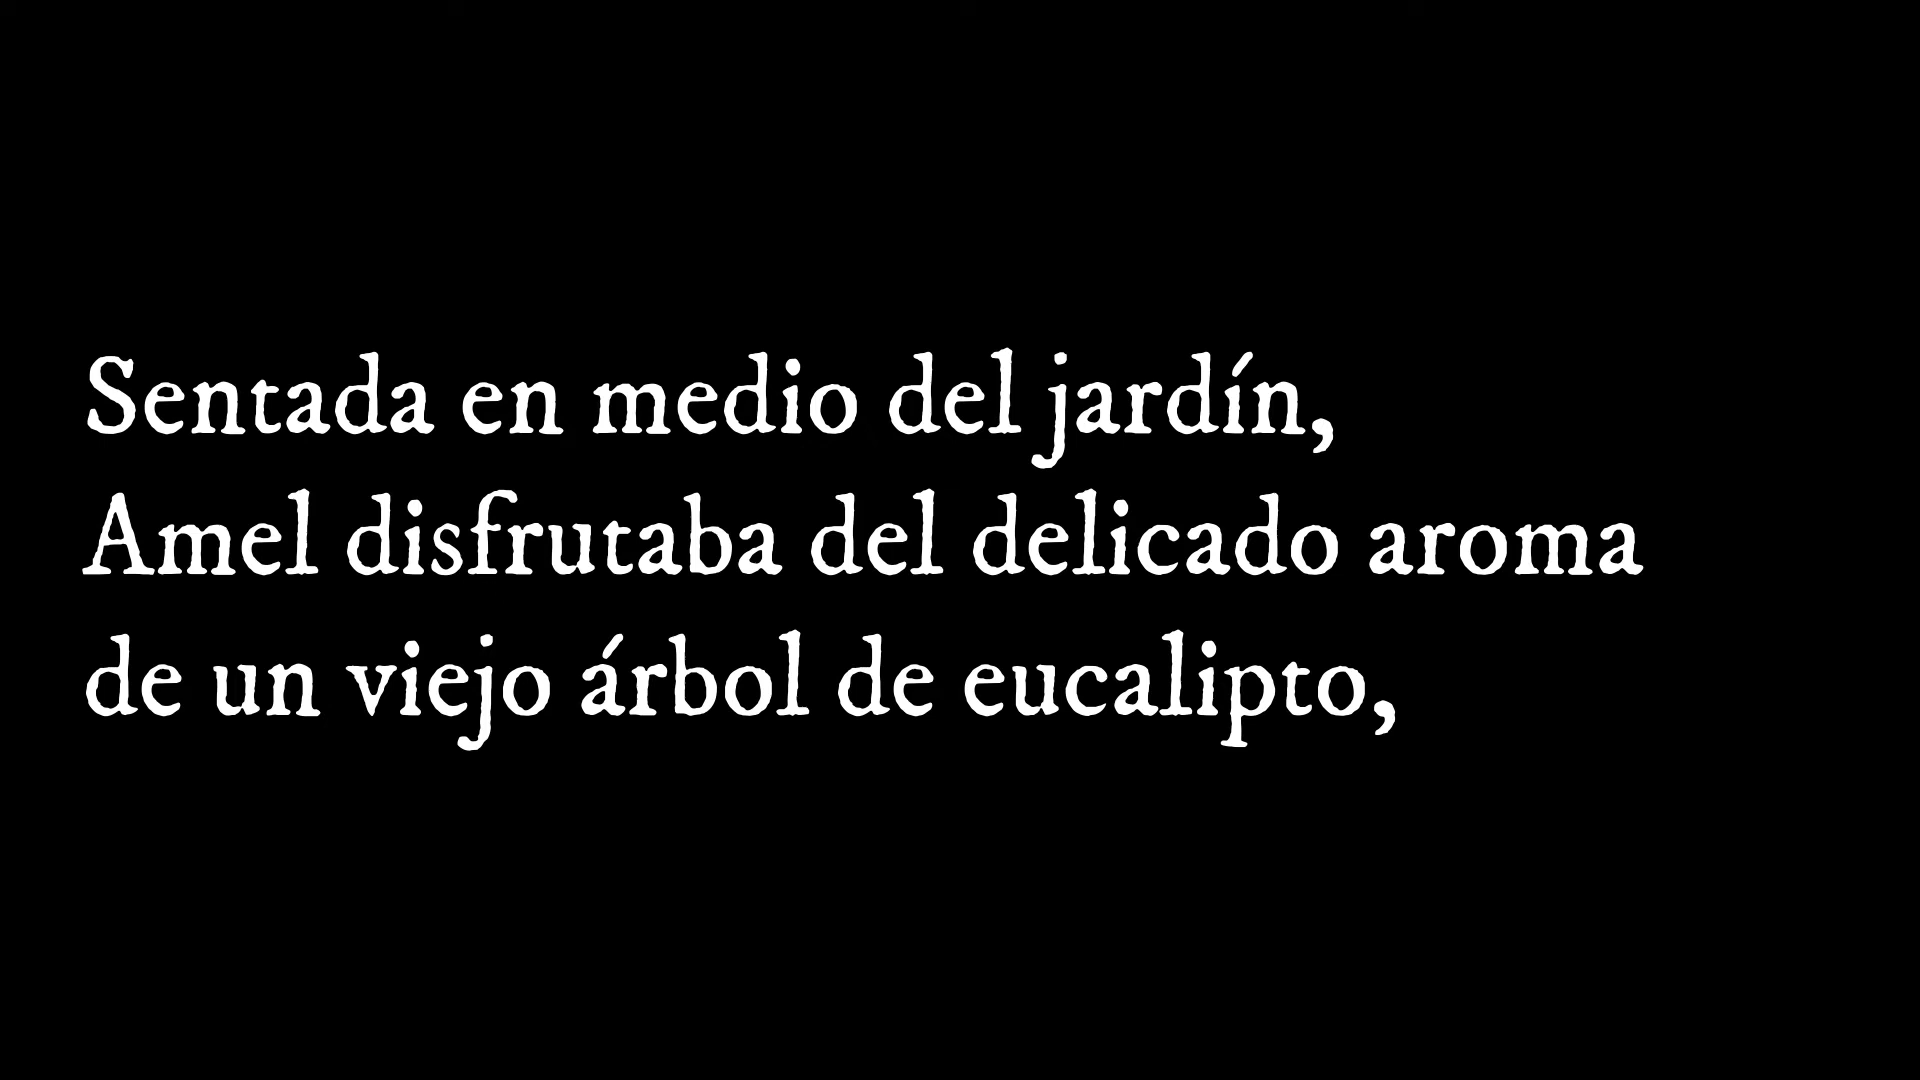 Sentada en medio del jardín,
Amel disfrutaba del delicado aroma
de un viejo árbol de eucalipto,